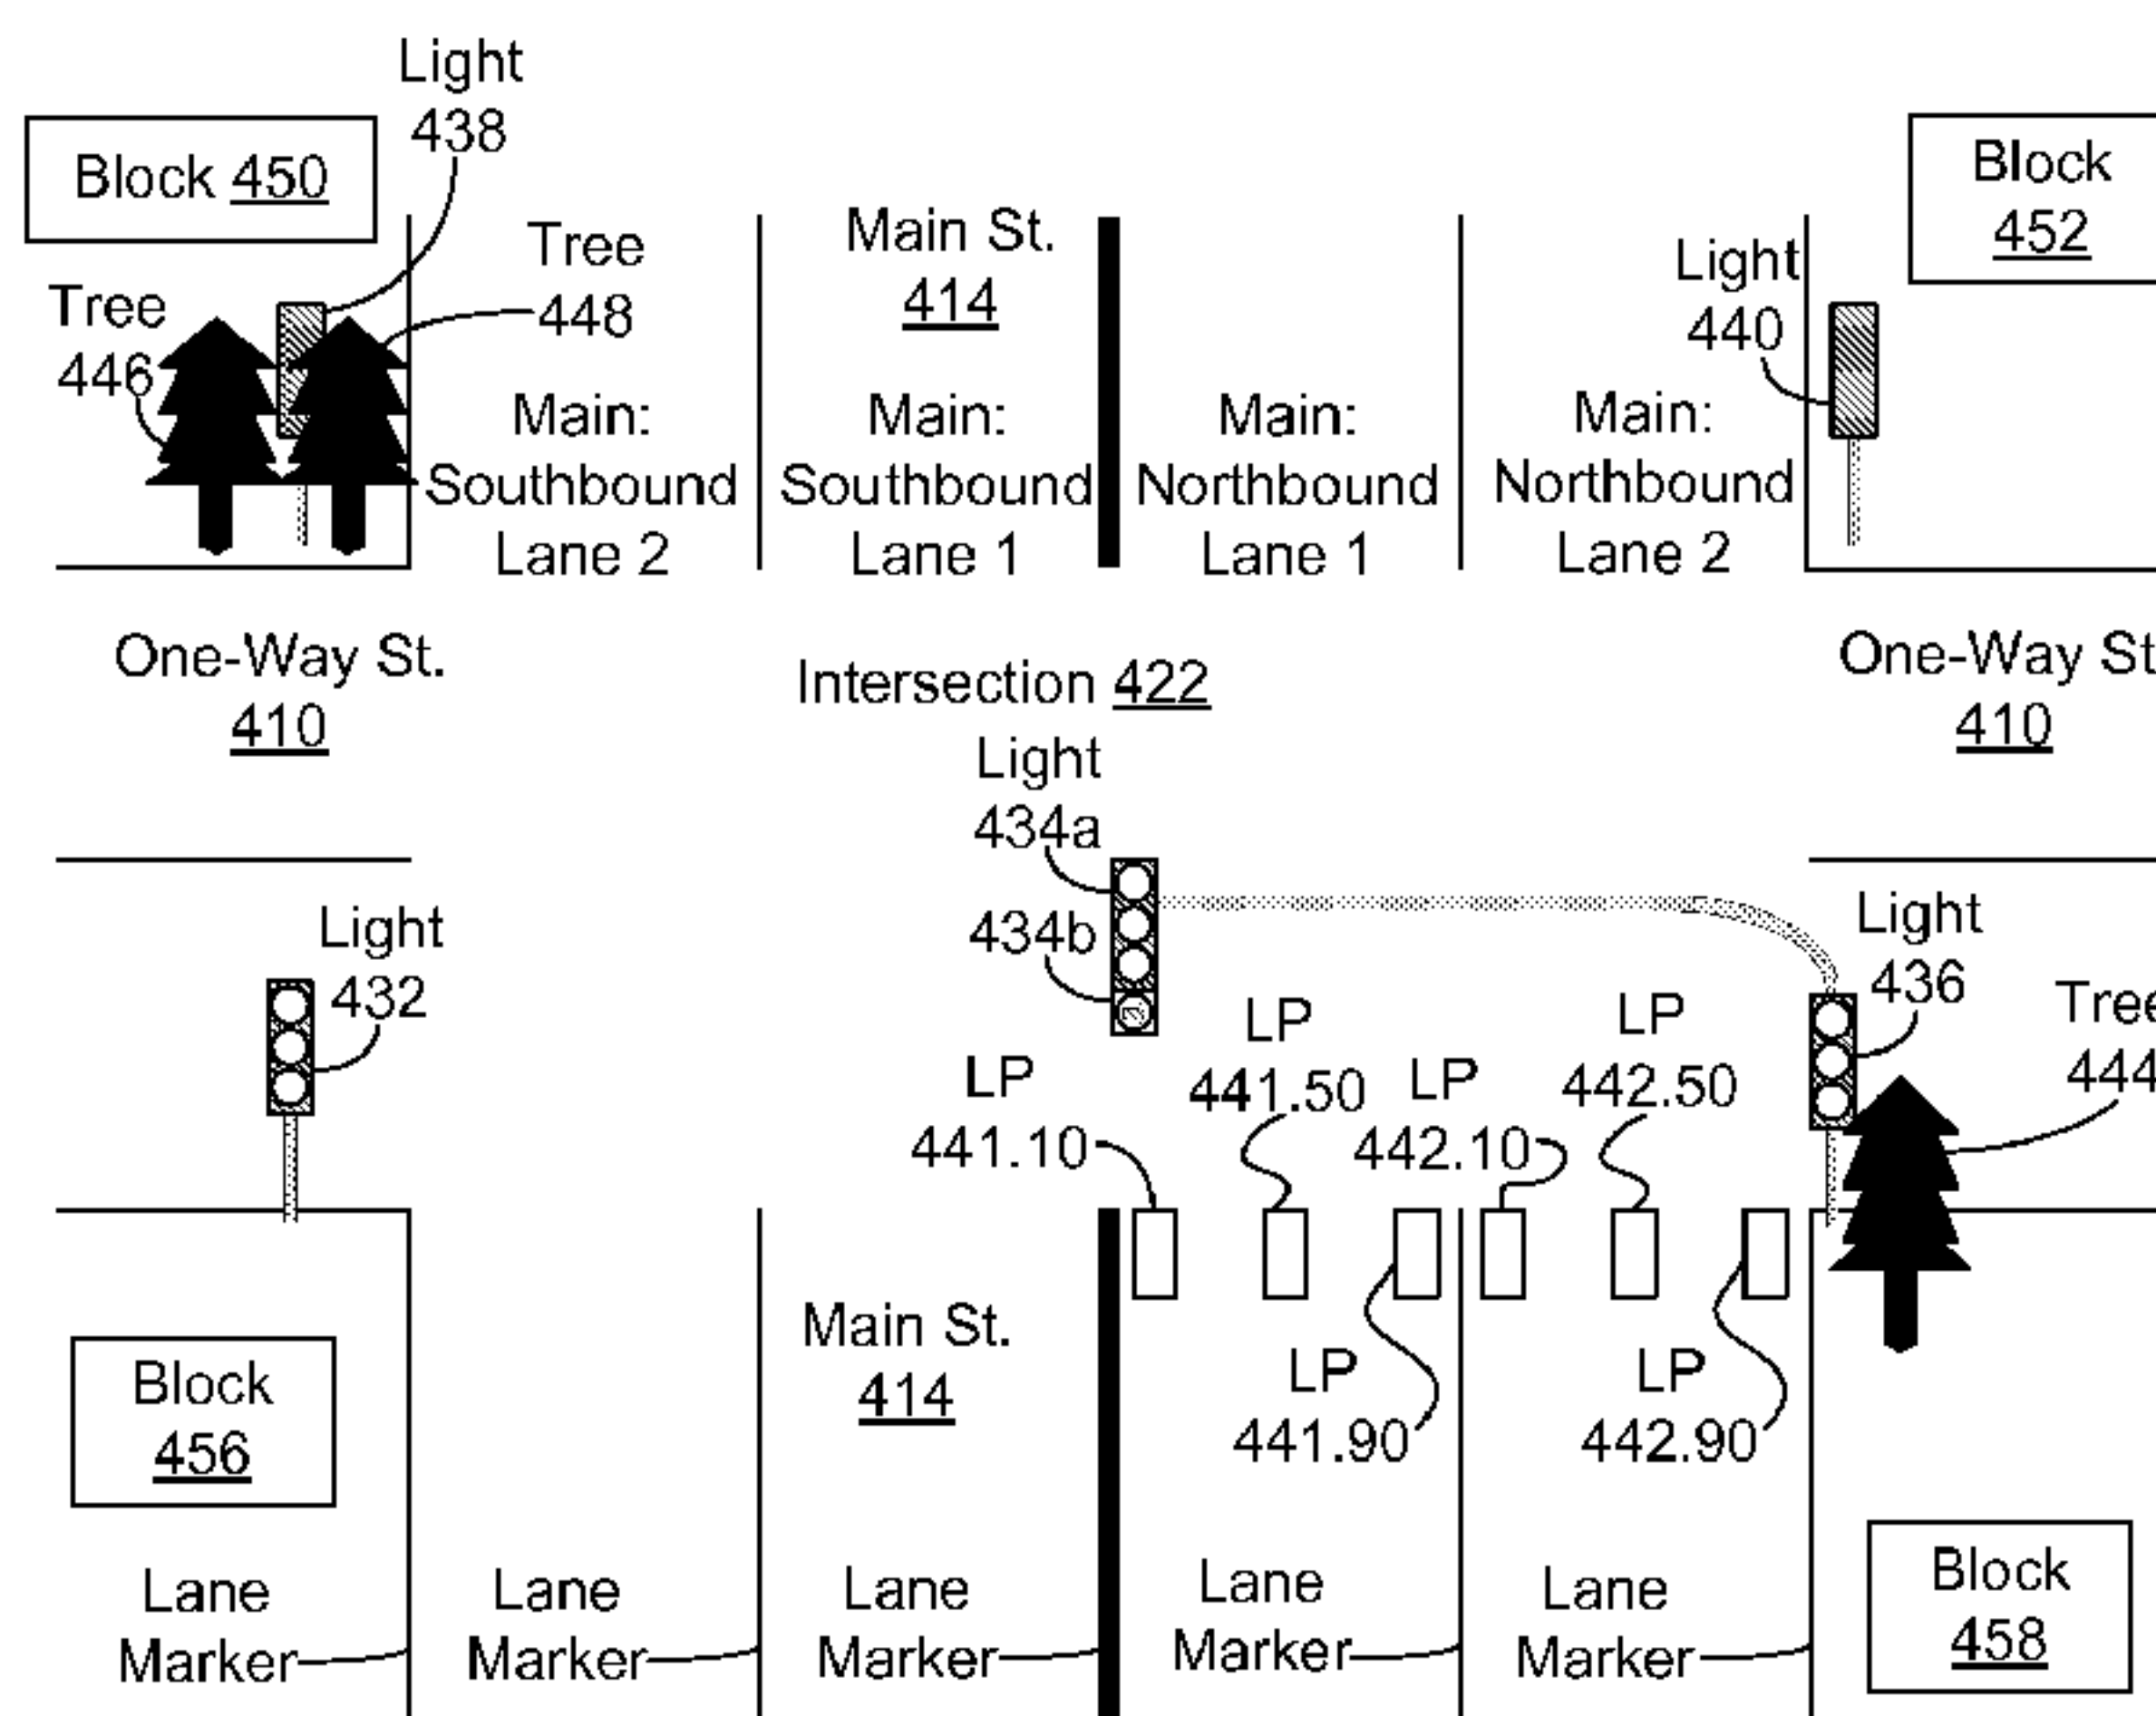 Light
438
Block 450
Block
452
Tree
448
Main St.
414
Light
440
Tree
446
Main:
Southbound
Lane 2
Main:
Southbound
Lane 1
Main:
Northbound
Lane 1
Main:
Northbound
Lane 2
One-Way St.
410
Intersection 422
One-Way St
410
Light
434a
434b
Light
432
Light
436
Tree
444
LP
441.10
LP
441.50
LP
442.10
LP
442.50
Main St.
414
LP
441.90
LP
442.90
Block
456
Block
458
Lane
Marker
Lane
Marker
Lane
Marker
Lane
Marker
Lane
Marker